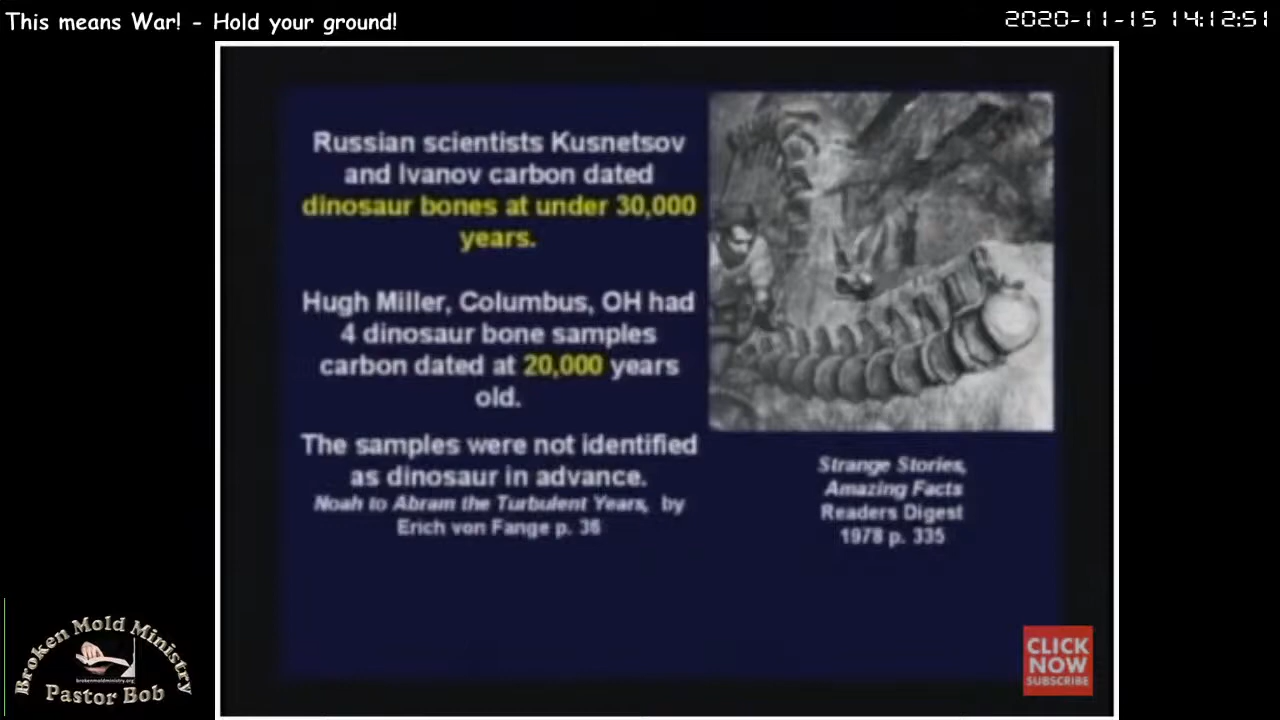 This means War! - Hold your ground!
2020-11-15 14:12:51
Russian scientists Kusnetsov
and Ivanov carbon dated
dinosaur bones at under 30,000
years.
Hugh Miller, Columbus, OH had
4 dinosaur bone samples
carbon dated at 20,000 years
old.
The samples were not identified
as dinosaur in advance.
Noah to Abram the Turbulent Years, by
Erich von Fange p. 36
Strange Stories,
Amazing Facts
Readers Digest
1978 p. 335
Broken Mold Ministry
brokenmoldministry.org
Pastor Bob
CLICK
NOW
SUBSCRIBE